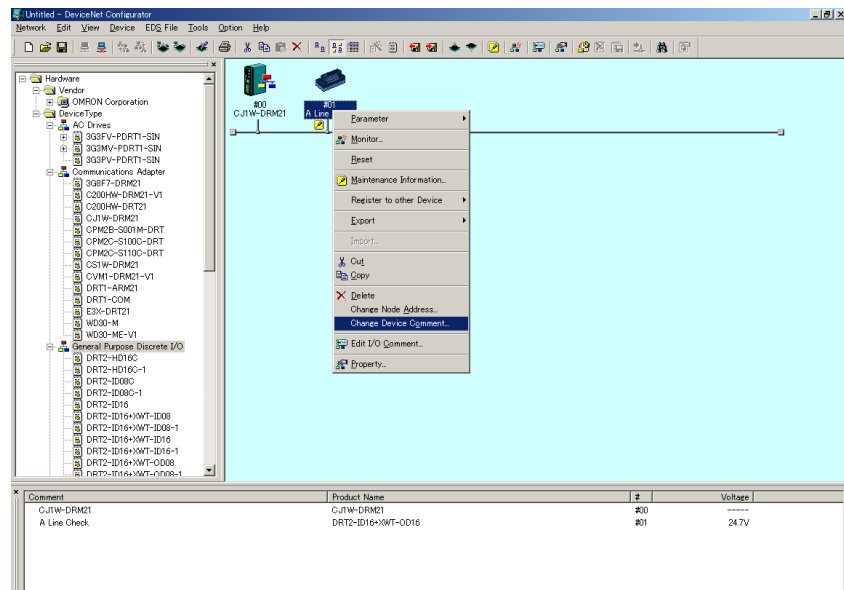 Untitled - DeviceNet Configurator
Network Edit View Device EDS File Tools Option Help
Hardware
Vendor
OMRON Corporation
DeviceType
AC Drives
3G3FV-PDRT1-SIN
3G3MV-PDRT1-SIN
3G3PV-PDRT1-SIN
Communications Adapter
3G8F7-DRM21
C200HW-DRM21-V1
C200HW-DRT21
CJ1W-DRM21
CPM2B-S001M-DRT
CPM2C-S100C-DRT
CPM2C-S110C-DRT
CS1W-DRM21
CVM1-DRM21-V1
DRT1-ARM21
DRT1-COM
E3X-DRT21
WD30-M
WD30-ME-V1
General Purpose Discrete I/O
DRT2-HD16C
DRT2-HD16C-1
DRT2-ID08C
DRT2-ID08C-1
DRT2-ID16
DRT2-ID16+XWT-ID08
DRT2-ID16+XWT-ID08-1
DRT2-ID16+XWT-ID16
DRT2-ID16+XWT-ID16-1
DRT2-ID16+XWT-OD08
DRT2-ID16+XWT-OD08-1
#00
CJ1W-DRM21
#01
A Line
Parameter
Monitor...
Reset
Maintenance Information...
Register to other Device
Export
Import...
Cut
Copy
Delete
Change Node Address...
Change Device Comment...
Edit I/O Comment...
Property...
Comment Product Name # Voltage
CJ1W-DRM21 CJ1W-DRM21 #00 -----
A Line Check DRT2-ID16+XWT-OD16 #01 24.7V